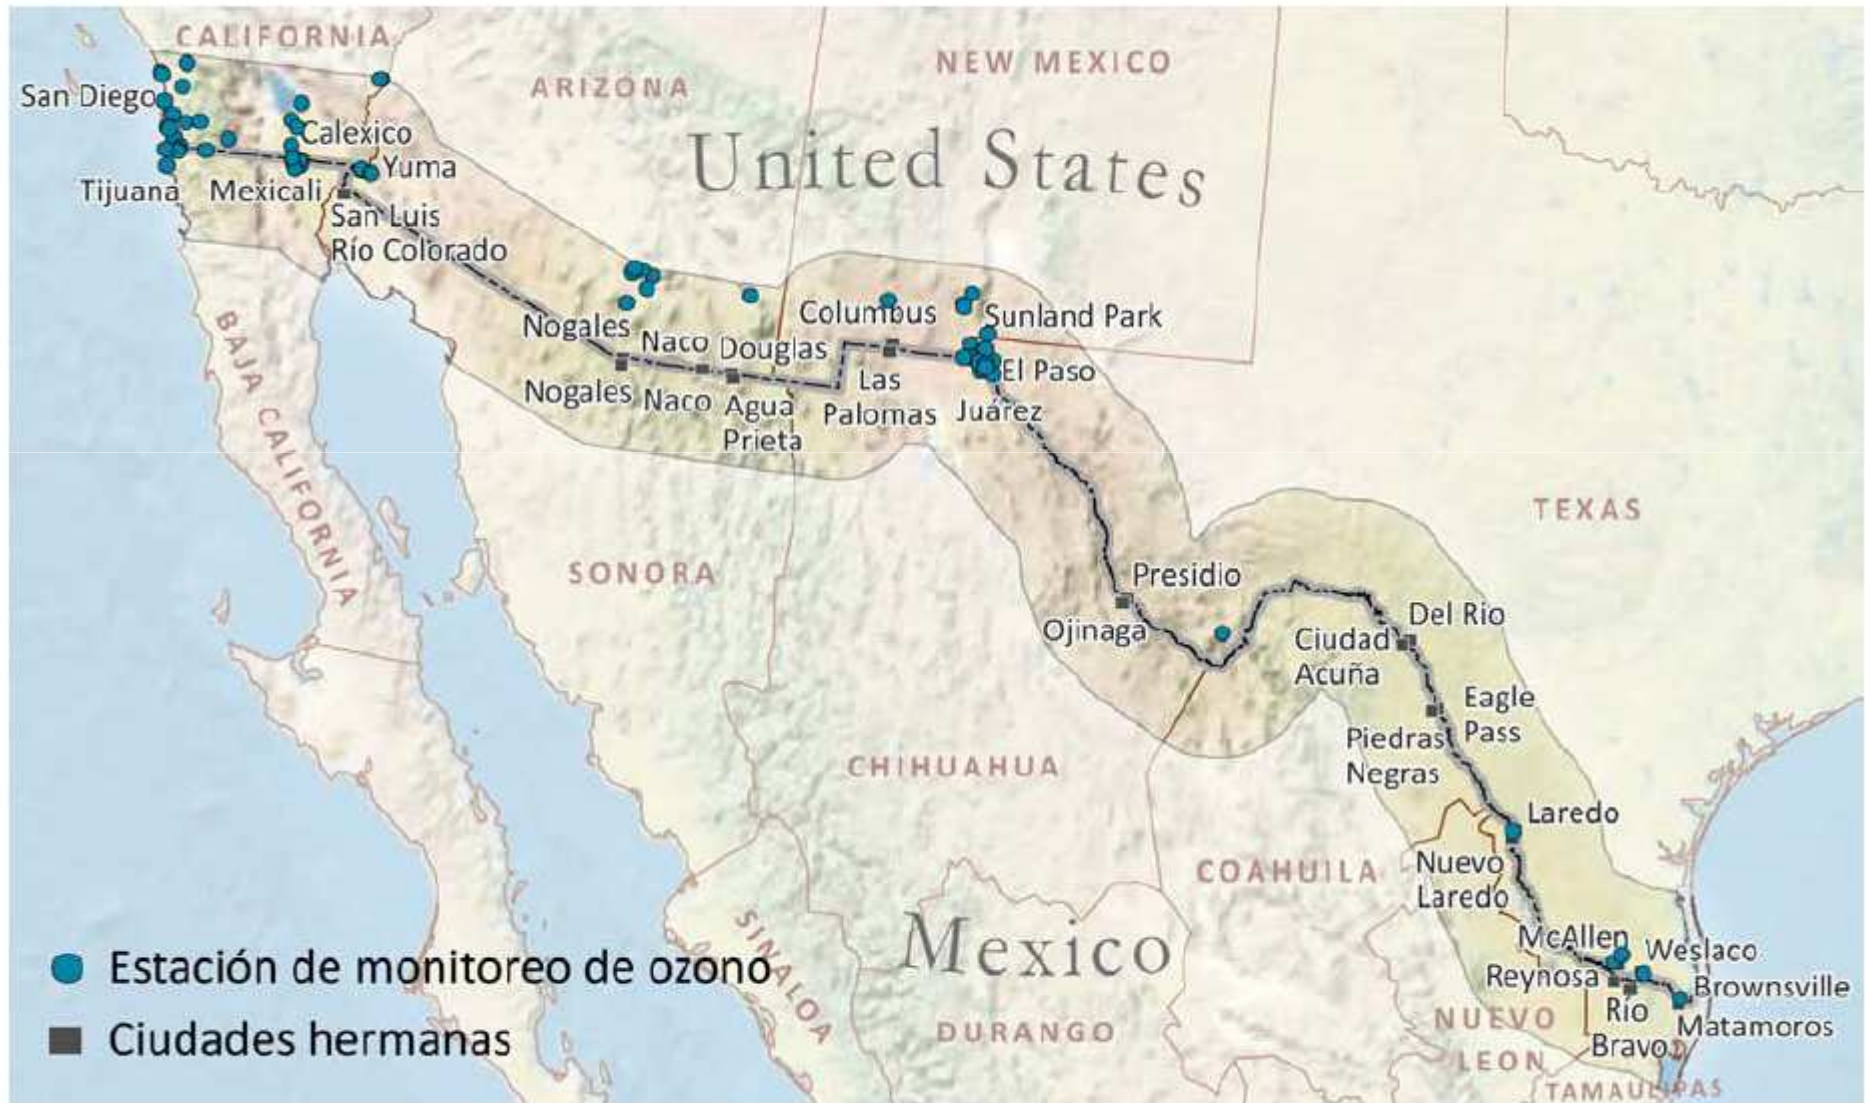 CALIFORNIA
NEW MEXICO
ARIZONA
San Diego
United States
Calexico
Yuma
Tijuana
Mexicali
San Luis
Río Colorado
BAJA CALIFORNIA
Columbus
Sunland Park
Nogales
Naco
Douglas
El Paso
Nogales
Naco
Agua
Prieta
Las
Palomas
Juárez
TEXAS
SONORA
Presidio
Ojinaga
Del Rio
Ciudad
Acuña
Eagle
Pass
Piedras
Negras
CHIHUAHUA
Laredo
COAHUILA
Nuevo
Laredo
SINALOA
Mexico
McAllen
Weslaco
Reynosa
Brownsville
Río
Bravo
Matamoros
DURANGO
NUEVO
LEON
TAMAULIPAS
Estación de monitoreo de ozono
Ciudades hermanas